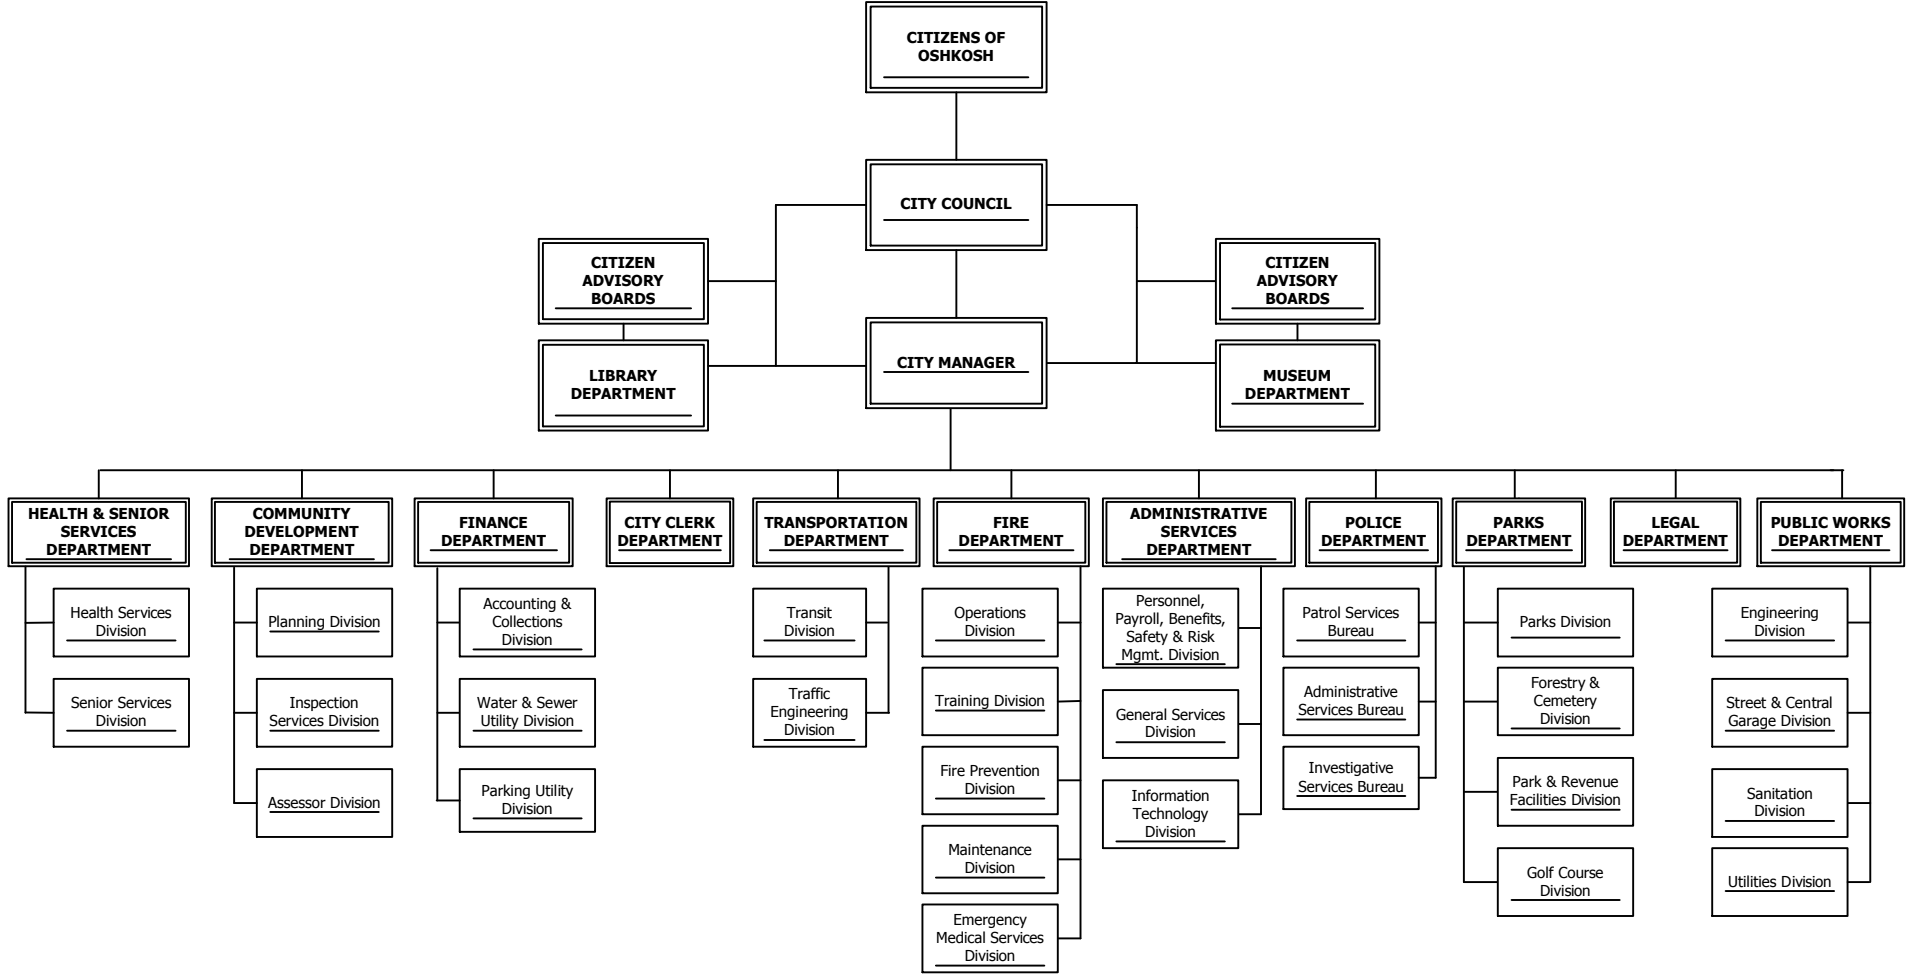 CITIZENS OF
OSHKOSH
CITY COUNCIL
CITIZEN
ADVISORY
BOARDS
CITIZEN
ADVISORY
BOARDS
LIBRARY
DEPARTMENT
CITY MANAGER
MUSEUM
DEPARTMENT
HEALTH & SENIOR
SERVICES
DEPARTMENT
COMMUNITY
DEVELOPMENT
DEPARTMENT
FINANCE
DEPARTMENT
CITY CLERK
DEPARTMENT
TRANSPORTATION
DEPARTMENT
FIRE
DEPARTMENT
ADMINISTRATIVE
SERVICES
DEPARTMENT
POLICE
DEPARTMENT
PARKS
DEPARTMENT
LEGAL
DEPARTMENT
PUBLIC WORKS
DEPARTMENT
Health Services
Division
Senior Services
Division
Planning Division
Inspection
Services Division
Assessor Division
Accounting &
Collections
Division
Water & Sewer
Utility Division
Parking Utility
Division
Transit
Division
Traffic
Engineering
Division
Operations
Division
Training Division
Fire Prevention
Division
Maintenance
Division
Emergency
Medical Services
Division
Personnel,
Payroll, Benefits,
Safety & Risk
Mgmt. Division
General Services
Division
Information
Technology
Division
Patrol Services
Bureau
Administrative
Services Bureau
Investigative
Services Bureau
Parks Division
Forestry &
Cemetery
Division
Park & Revenue
Facilities Division
Golf Course
Division
Engineering
Division
Street & Central
Garage Division
Sanitation
Division
Utilities Division